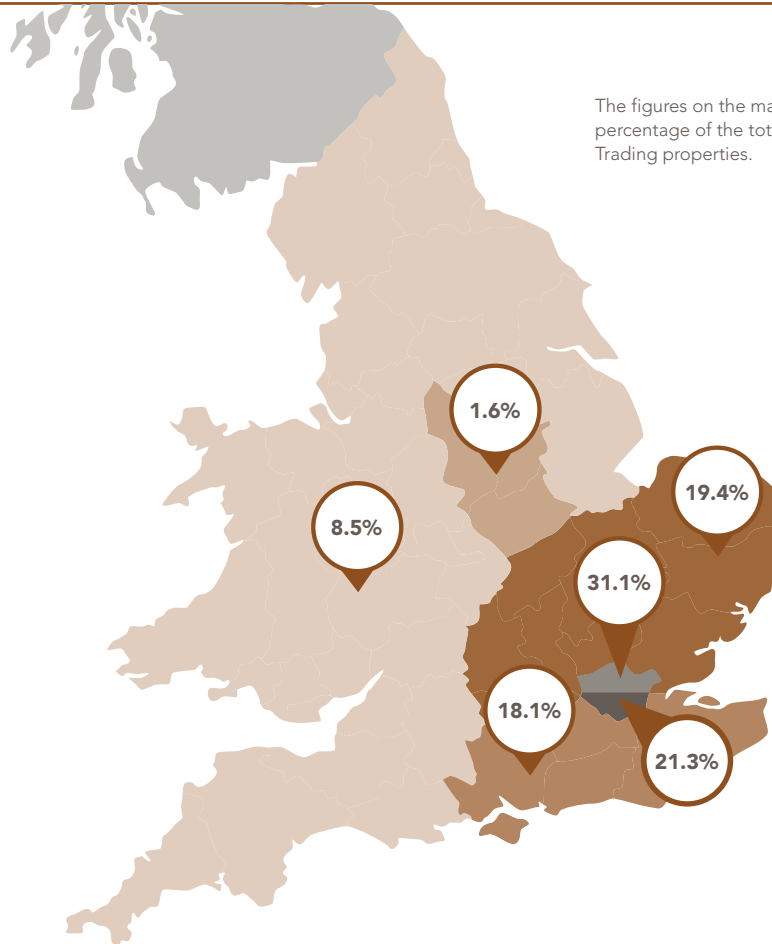 The figures on the ma
percentage of the tot
Trading properties.
1.6%
19.4%
8.5%
31.1%
18.1%
21.3%